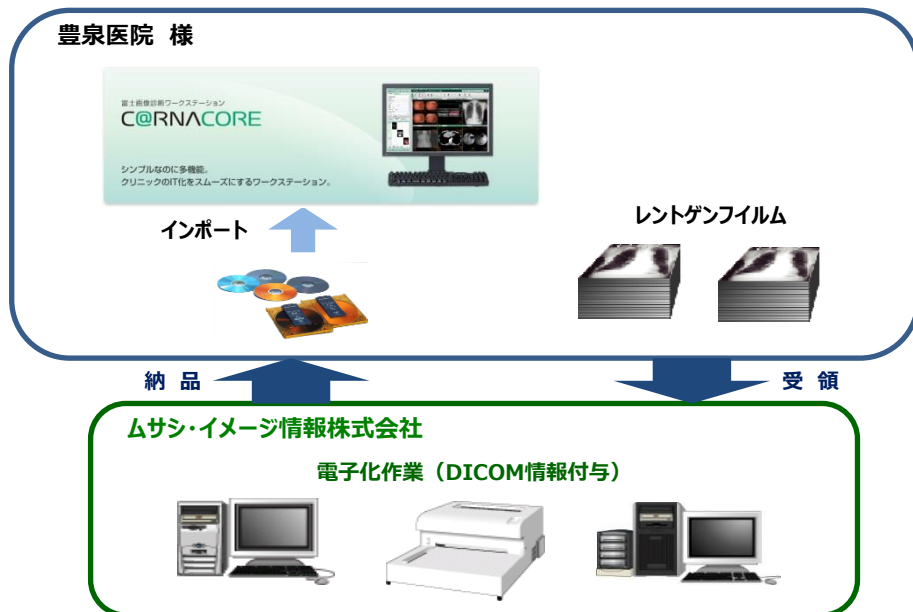 豊泉医院 様
富士画像診断ワークステーション
C@RNACORE
シンプルなのに多機能。
クリニックのIT化をスムーズにするワークステーション。
インポート
レントゲンフイルム
納 品
受 領
ムサシ・イメージ情報株式会社
電子化作業（DICOM情報付与）